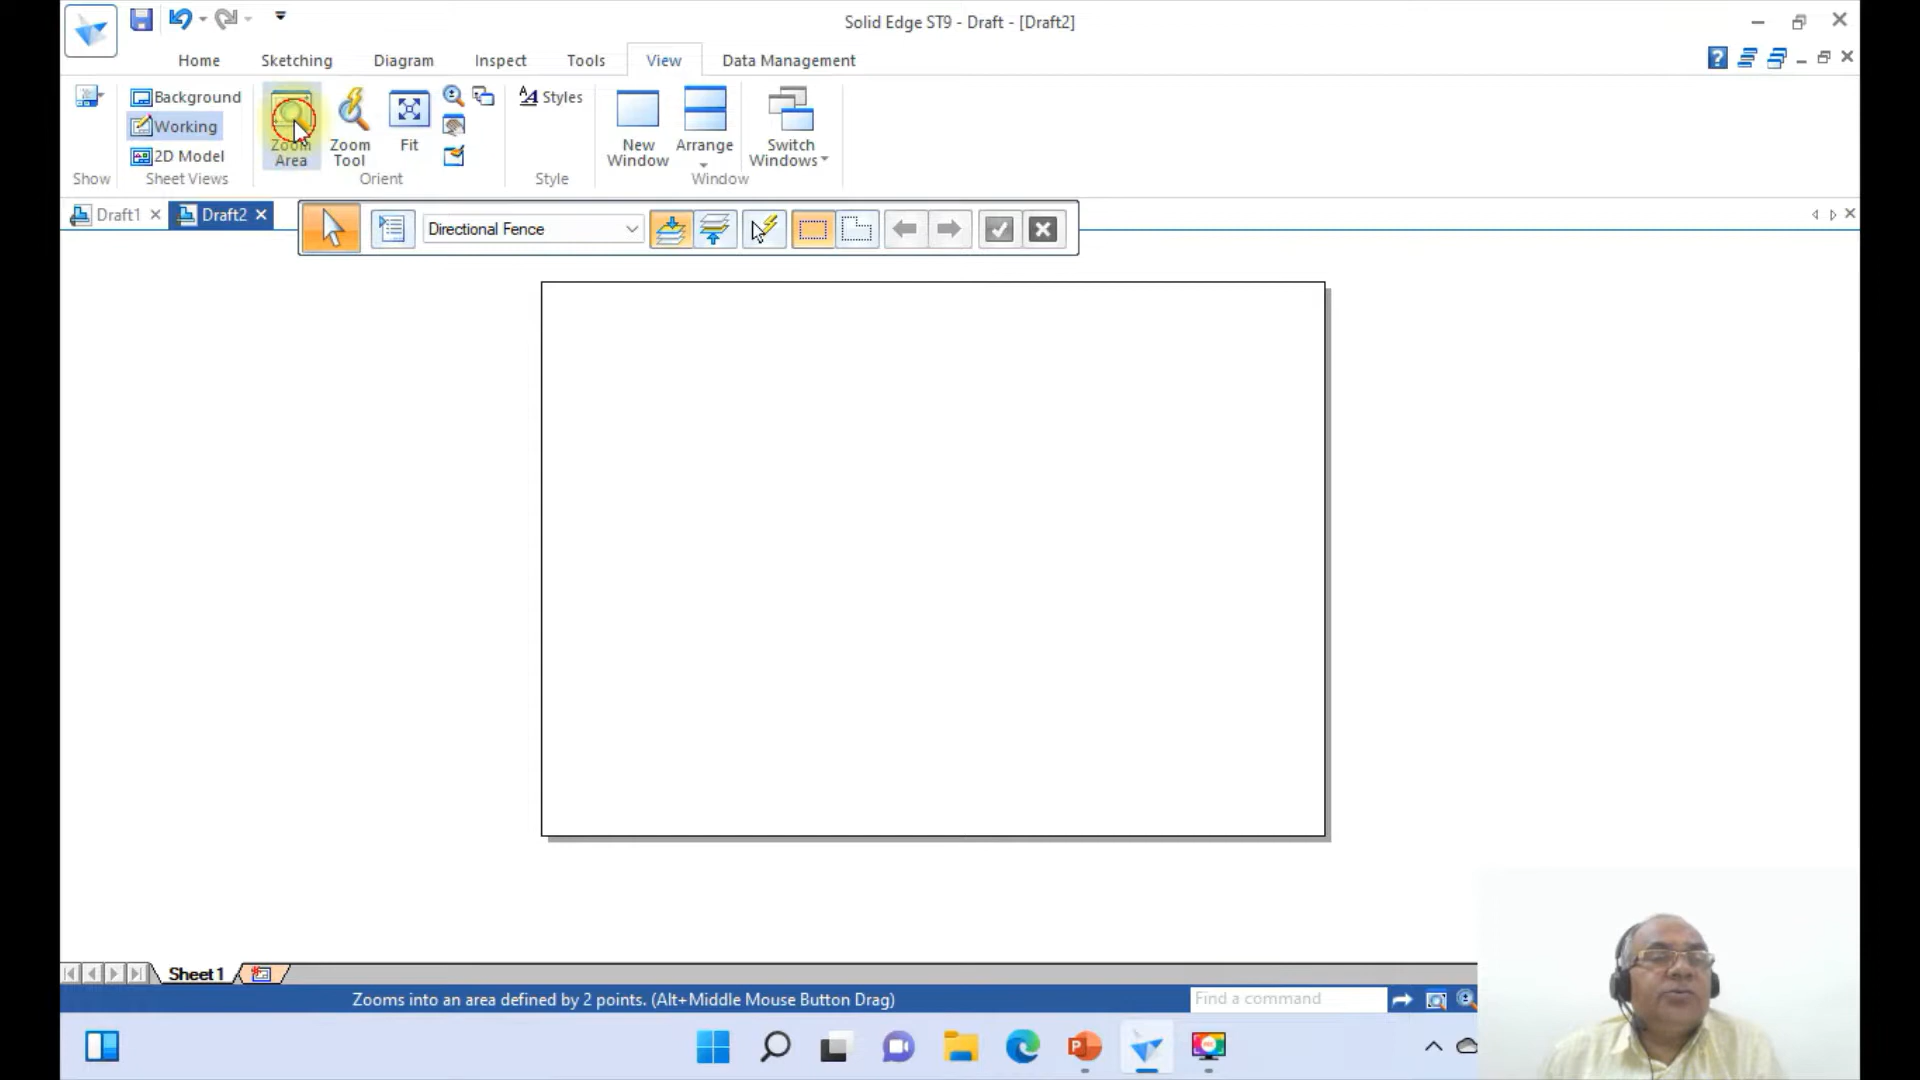 Solid Edge ST9 - Draft - [Draft2]
Home Sketching Diagram Inspect Tools View Data Management
Background
Working
2D Model
Zoom Area
Zoom Tool
Fit
Styles
New Window
Arrange
Switch Windows
Show Sheet Views Orient Style Window
Draft1 Draft2
Directional Fence
Sheet1
Zooms into an area defined by 2 points. (Alt+Middle Mouse Button Drag)
Find a command